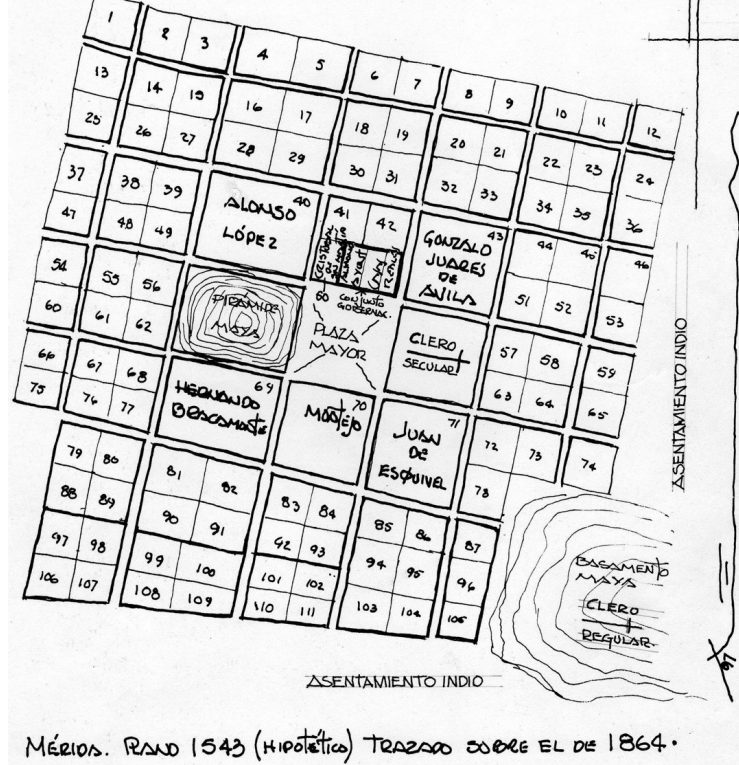 1
2 3
4 5
6 7
8 9
10 11
12
13
14 15
16 17
18 19
20 21
22 23
24
25
26 27
28 29
30 31
32 33
34 35
36
37
38 39
ALONSO 40
LÓPEZ
41 42
GONZALO 43
JUARES
DE
AVILA
44 45
46
47
48 49
51 52
53
54
55 56
PIRAMIDE
MAYA
50 CONJUNTO
GOBERNAC.
PLAZA
MAYOR
CLERO
SECULAR
57 58
59
60
61 62
63 64
65
66
67 68
HERNANDO 69
BRACAMONTE
70
MONTEJO
71
JUAN
DE
ESQUIVEL
72 73
74
75
76 77
78
79 80
81 82
83 84
85 86
87
88 89
90 91
92 93
94 95
96
97 98
99 100
101 102
103 104
105
106 107
108 109
110 111
BASAMENTO
MAYA
CLERO
REGULAR
ASENTAMIENTO INDIO
ASENTAMIENTO INDIO
97
MÉRIDA. PLANO 1543 (HIPOTÉTICO) TRAZADO SOBRE EL DE 1864.